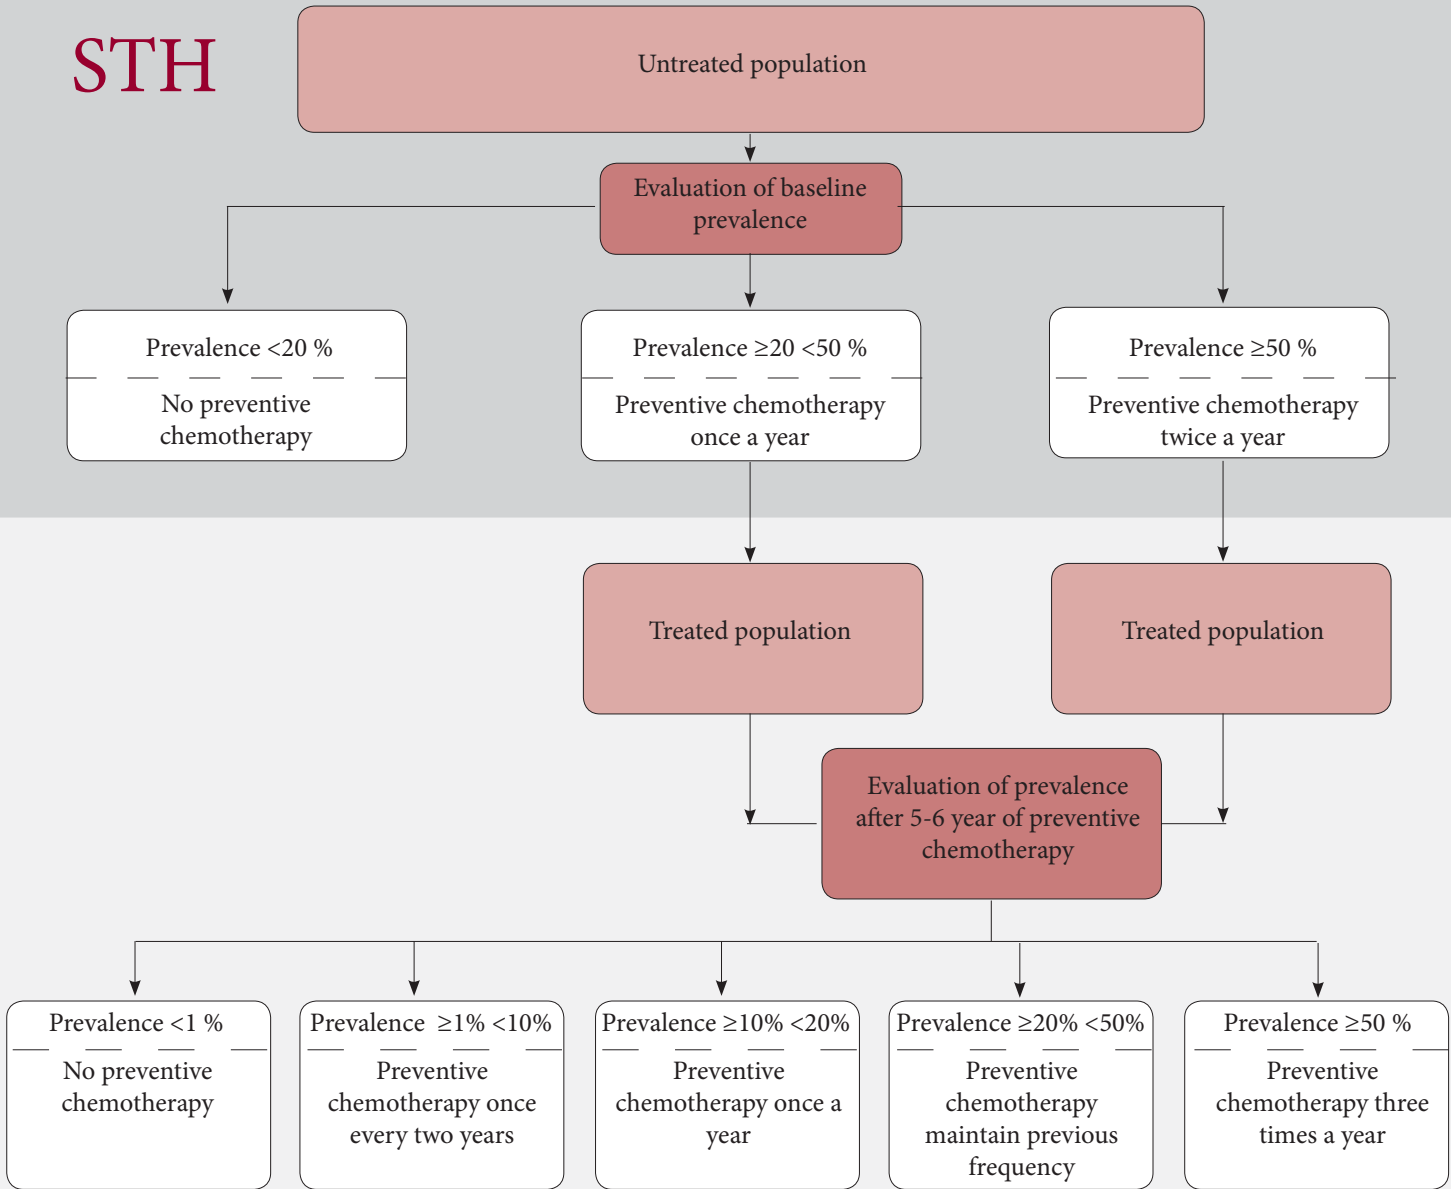 STH
Untreated population
Evaluation of baseline
prevalence
Prevalence <20 %
No preventive
chemotherapy
Prevalence ≥20 <50 %
Preventive chemotherapy
once a year
Prevalence ≥50 %
Preventive chemotherapy
twice a year
Treated population
Treated population
Evaluation of prevalence
after 5-6 year of preventive
chemotherapy
Prevalence <1 %
No preventive
chemotherapy
Prevalence ≥1% <10%
Preventive
chemotherapy once
every two years
Prevalence ≥10% <20%
Preventive
chemotherapy once a
year
Prevalence ≥20% <50%
Preventive
chemotherapy
maintain previous
frequency
Prevalence ≥50 %
Preventive
chemotherapy three
times a year